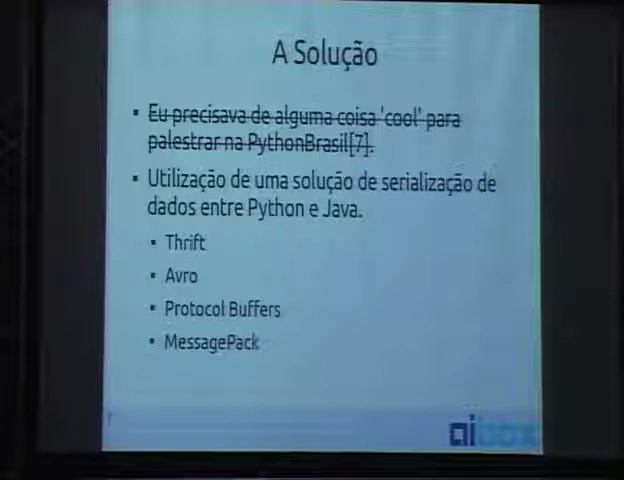 A Solução
Eu precisava de alguma coisa 'cool' para
palestrar na PythonBrasil[7].
Utilização de uma solução de serialização de
dados entre Python e Java.
Thrift
Avro
Protocol Buffers
MessagePack
aibox